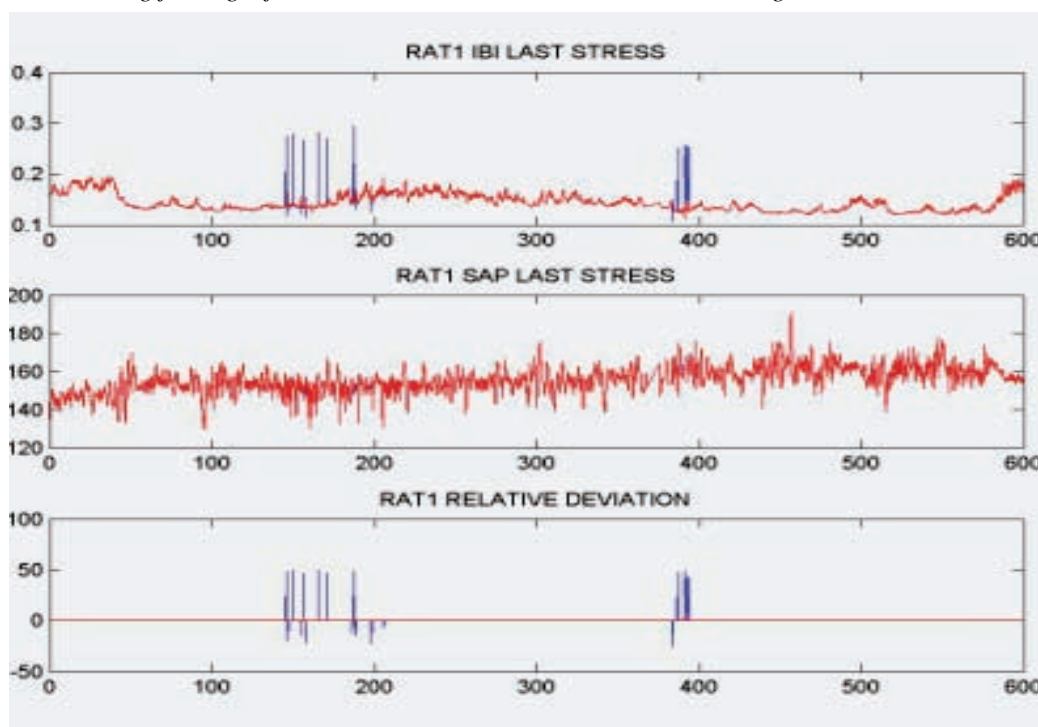 RAT1 IBI LAST STRESS
0.4
0.3
0.2
0.1
0 100 200 300 400 500 600
RAT1 SAP LAST STRESS
200
180
160
140
120
0 100 200 300 400 500 600
RAT1 RELATIVE DEVIATION
100
50
0
-50
0 100 200 300 400 500 600